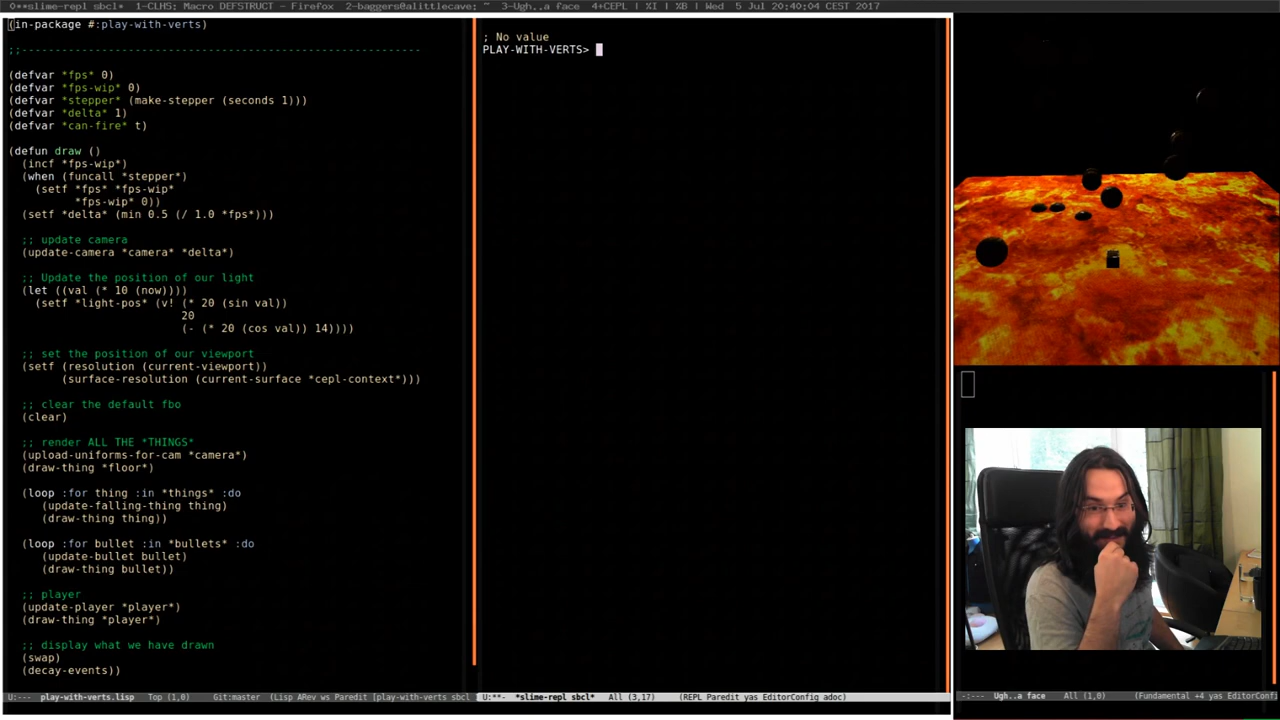 0**slime-repl sbcl*  1-CLHS: Macro DEFSTRUCT - Firefox  2-baggers@alittlecave: ~  3-Ugh..a face  4+CEPL | %I | %B | Wed  5 Jul 20:40:04 CEST 2017
(in-package #:play-with-verts)
;;------------------------------------------------------------
(defvar *fps* 0)
(defvar *fps-wip* 0)
(defvar *stepper* (make-stepper (seconds 1)))
(defvar *delta* 1)
(defvar *can-fire* t)
(defun draw ()
  (incf *fps-wip*)
  (when (funcall *stepper*)
    (setf *fps* *fps-wip*
          *fps-wip* 0))
  (setf *delta* (min 0.5 (/ 1.0 *fps*)))
  ;; update camera
  (update-camera *camera* *delta*)
  ;; Update the position of our light
  (let ((val (* 10 (now))))
    (setf *light-pos* (v! (* 20 (sin val))
                          20
                          (- (* 20 (cos val)) 14))))
  ;; set the position of our viewport
  (setf (resolution (current-viewport))
        (surface-resolution (current-surface *cepl-context*)))
  ;; clear the default fbo
  (clear)
  ;; render ALL THE *THINGS*
  (upload-uniforms-for-cam *camera*)
  (draw-thing *floor*)
  (loop :for thing :in *things* :do
     (update-falling-thing thing)
     (draw-thing thing))
  (loop :for bullet :in *bullets* :do
     (update-bullet bullet)
     (draw-thing bullet))
  ;; player
  (update-player *player*)
  (draw-thing *player*)
  ;; display what we have drawn
  (swap)
  (decay-events))
U:---  play-with-verts.lisp   Top (1,0)    Git:master  (Lisp ARev ws Paredit [play-with-verts sbcl
; No value
PLAY-WITH-VERTS>
U:**-  *slime-repl sbcl*   All (3,17)     (REPL Paredit yas EditorConfig adoc)
-:---  Ugh..a face    All (1,0)     (Fundamental +4 yas EditorConfi